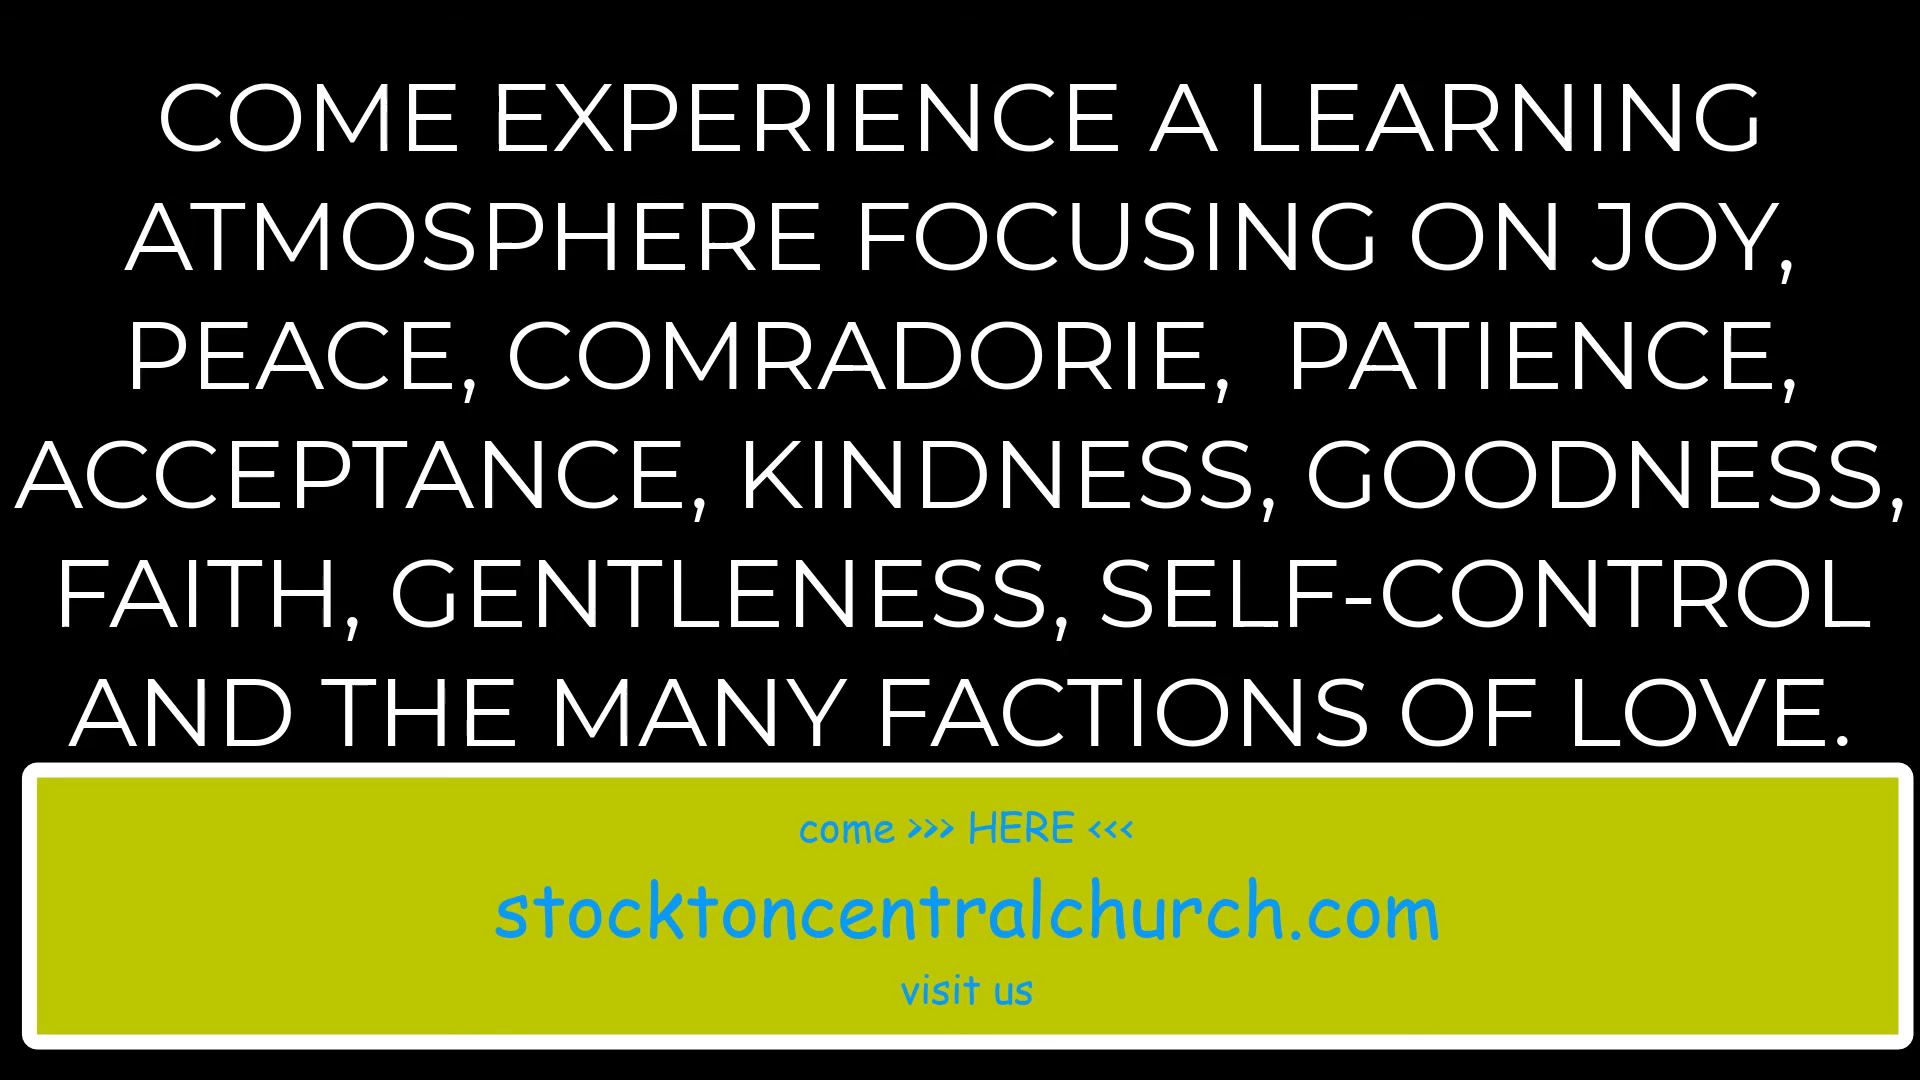 COME EXPERIENCE A LEARNING
ATMOSPHERE FOCUSING ON JOY,
PEACE, COMRADORIE,  PATIENCE,
ACCEPTANCE, KINDNESS, GOODNESS,
FAITH, GENTLENESS, SELF-CONTROL
AND THE MANY FACTIONS OF LOVE.
come >>> HERE <<<
stocktoncentralchurch.com
visit us